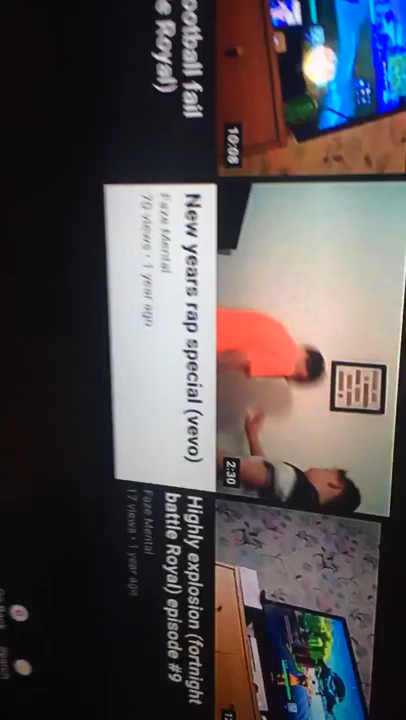 ootball fail
e Royal)
10:08
New years rap special (vevo)
Faze Mental
70 views • 1 year ago
2:30
Highly explosion (fortnight
battle Royal) episode #9
Faze Mental
17 views • 1 year ago